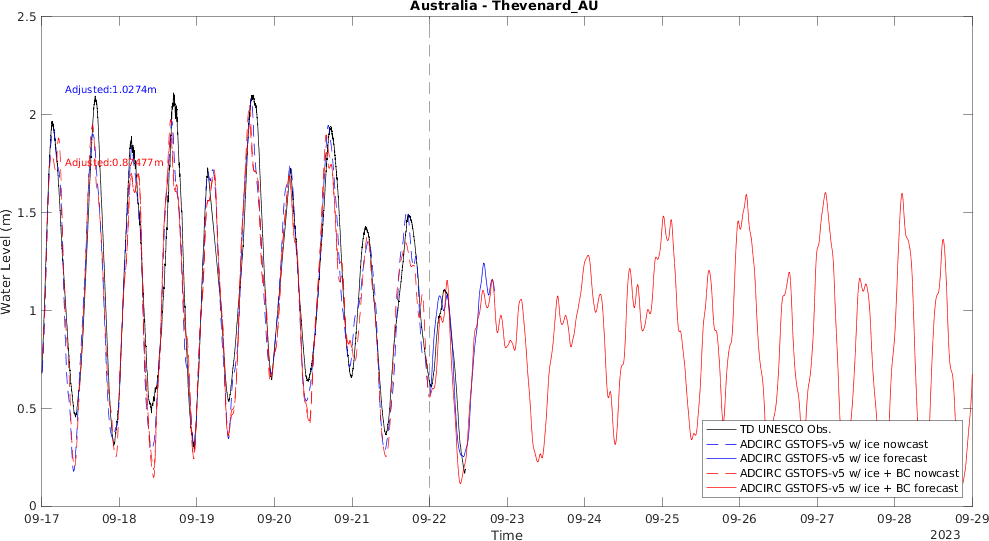 Australia - Thevenard_AU
2.5
2
1.5
1
0.5
0
Water Level (m)
Adjusted:1.0274m
Adjusted:0.87477m
TD UNESCO Obs.
ADCIRC GSTOFS-v5 w/ ice nowcast
ADCIRC GSTOFS-v5 w/ ice forecast
ADCIRC GSTOFS-v5 w/ ice + BC nowcast
ADCIRC GSTOFS-v5 w/ ice + BC forecast
09-17 09-18 09-19 09-20 09-21 09-22 09-23 09-24 09-25 09-26 09-27 09-28 09-29
Time
2023